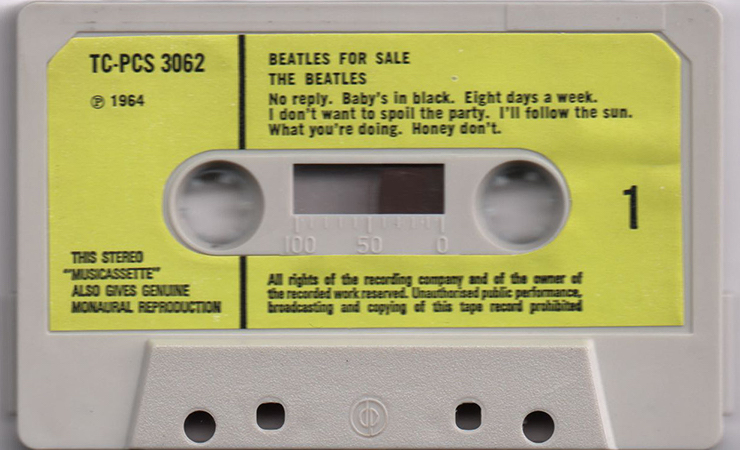 TC-PCS 3062
℗ 1964
BEATLES FOR SALE
THE BEATLES
No reply. Baby's in black. Eight days a week.
I don't want to spoil the party. I'll follow the sun.
What you're doing. Honey don't.
1
100 50 0
THIS STEREO
"MUSICASSETTE"
ALSO GIVES GENUINE
MONAURAL REPRODUCTION
All rights of the recording company and of the owner of
the recorded work reserved. Unauthorised public performance,
broadcasting and copying of this tape record prohibited